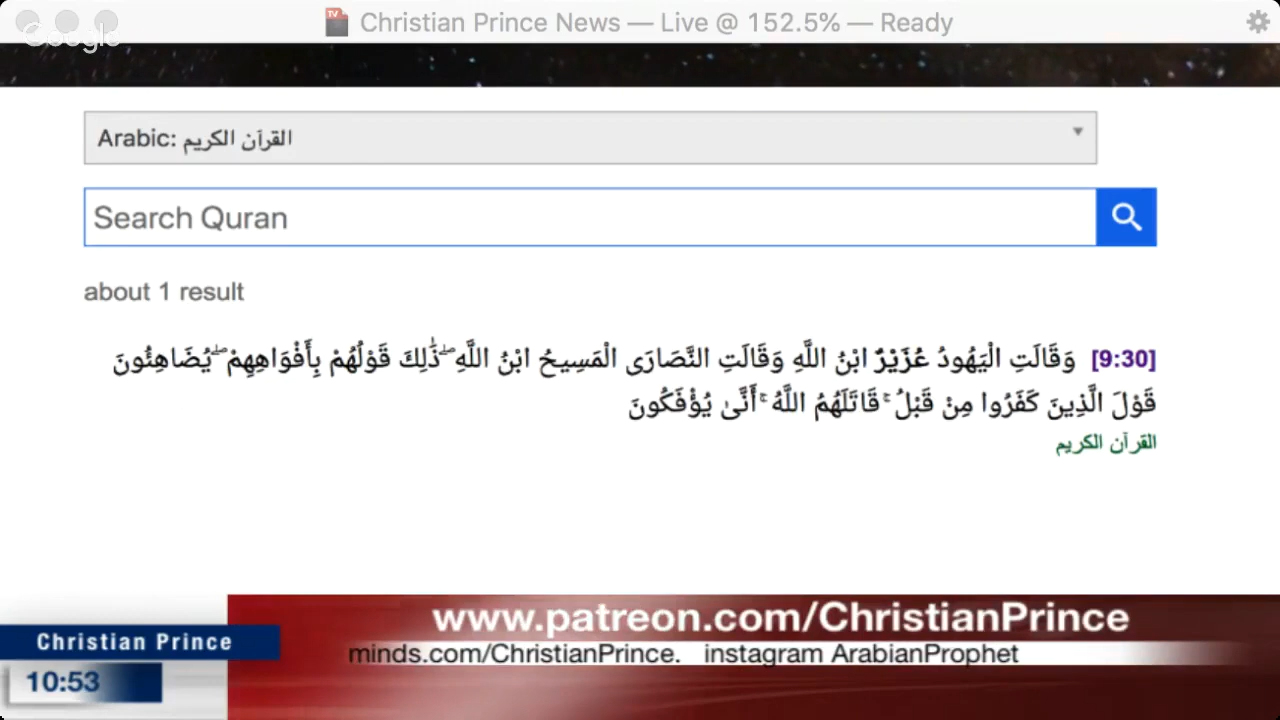 Christian Prince News — Live @ 152.5% — Ready
Google
Arabic: القرآن الكريم
Search Quran
about 1 result
[9:30] وَقَالَتِ الْيَهُودُ عُزَيْرٌ ابْنُ اللَّهِ وَقَالَتِ النَّصَارَى الْمَسِيحُ ابْنُ اللَّهِ ۖ ذَٰلِكَ قَوْلُهُمْ بِأَفْوَاهِهِمْ ۖ يُضَاهِئُونَ
قَوْلَ الَّذِينَ كَفَرُوا مِنْ قَبْلُ ۚ قَاتَلَهُمُ اللَّهُ ۚ أَنَّىٰ يُؤْفَكُونَ
القرآن الكريم
www.patreon.com/ChristianPrince
Christian Prince
minds.com/ChristianPrince. instagram ArabianProphet
10:53